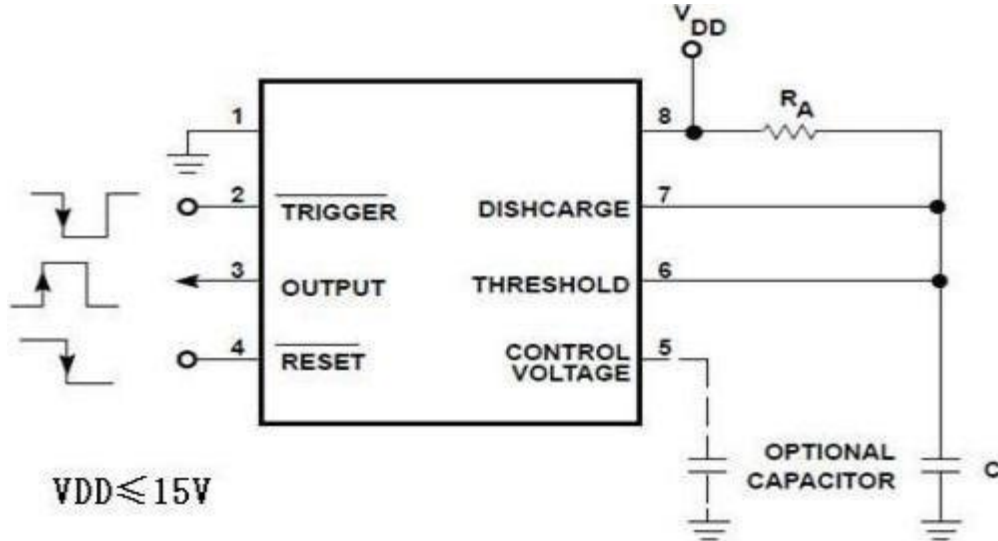 VDD
1
8
RA
2
TRIGGER
DISHCARGE
7
3
OUTPUT
THRESHOLD
6
4
RESET
CONTROL
VOLTAGE
5
OPTIONAL
CAPACITOR
C
VDD≤15V